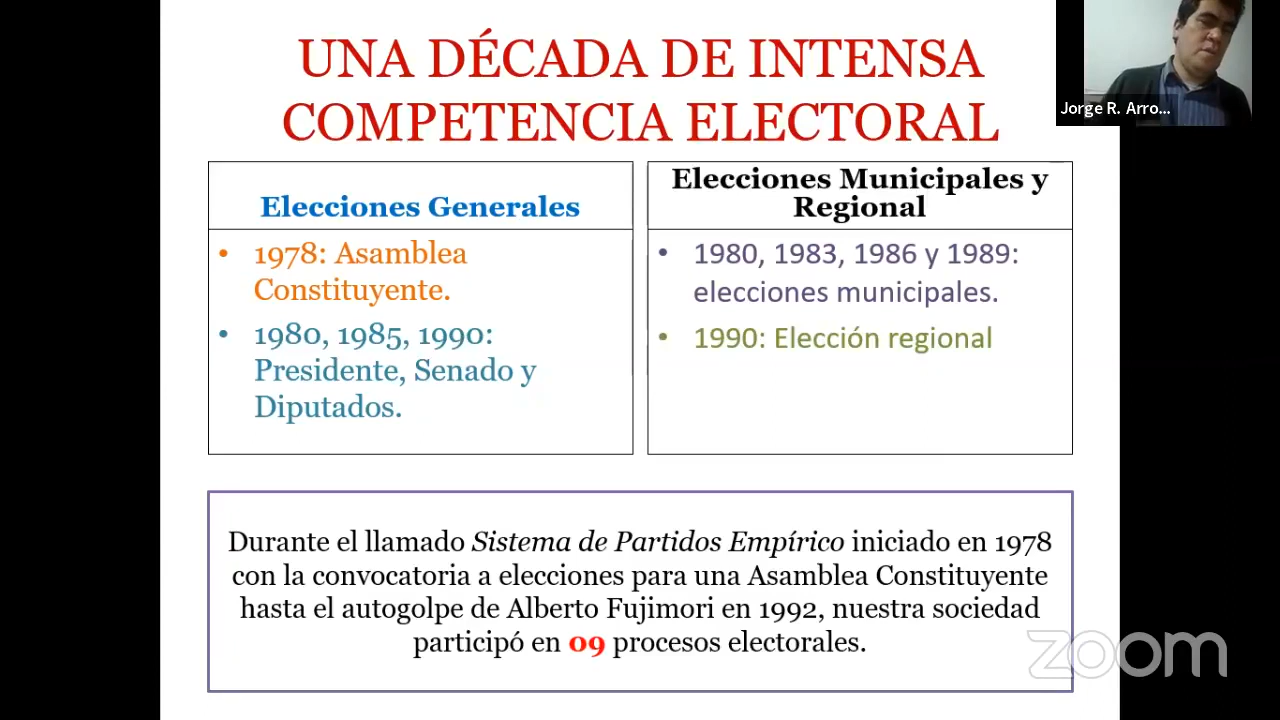 UNA DÉCADA DE INTENSA
COMPETENCIA ELECTORAL
Jorge R. Arro...
Elecciones Generales
• 1978: Asamblea
Constituyente.
• 1980, 1985, 1990:
Presidente, Senado y
Diputados.
Elecciones Municipales y
Regional
• 1980, 1983, 1986 y 1989:
elecciones municipales.
• 1990: Elección regional
Durante el llamado Sistema de Partidos Empírico iniciado en 1978
con la convocatoria a elecciones para una Asamblea Constituyente
hasta el autogolpe de Alberto Fujimori en 1992, nuestra sociedad
participó en 09 procesos electorales.
zoom